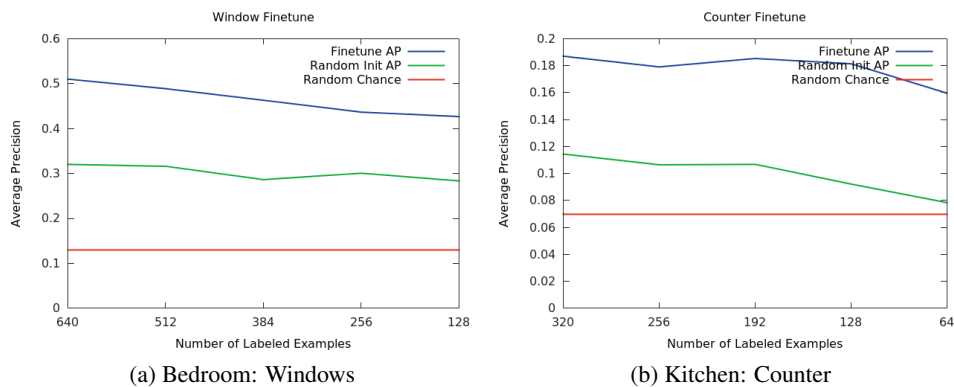 Window Finetune
0.6
0.5
0.4
0.3
0.2
0.1
0
Average Precision
Finetune AP
Random Init AP
Random Chance
640 512 384 256 128
Number of Labeled Examples
(a) Bedroom: Windows
Counter Finetune
0.2
0.18
0.16
0.14
0.12
0.1
0.08
0.06
0.04
0.02
0
Average Precision
Finetune AP
Random Init AP
Random Chance
320 256 192 128 64
Number of Labeled Examples
(b) Kitchen: Counter